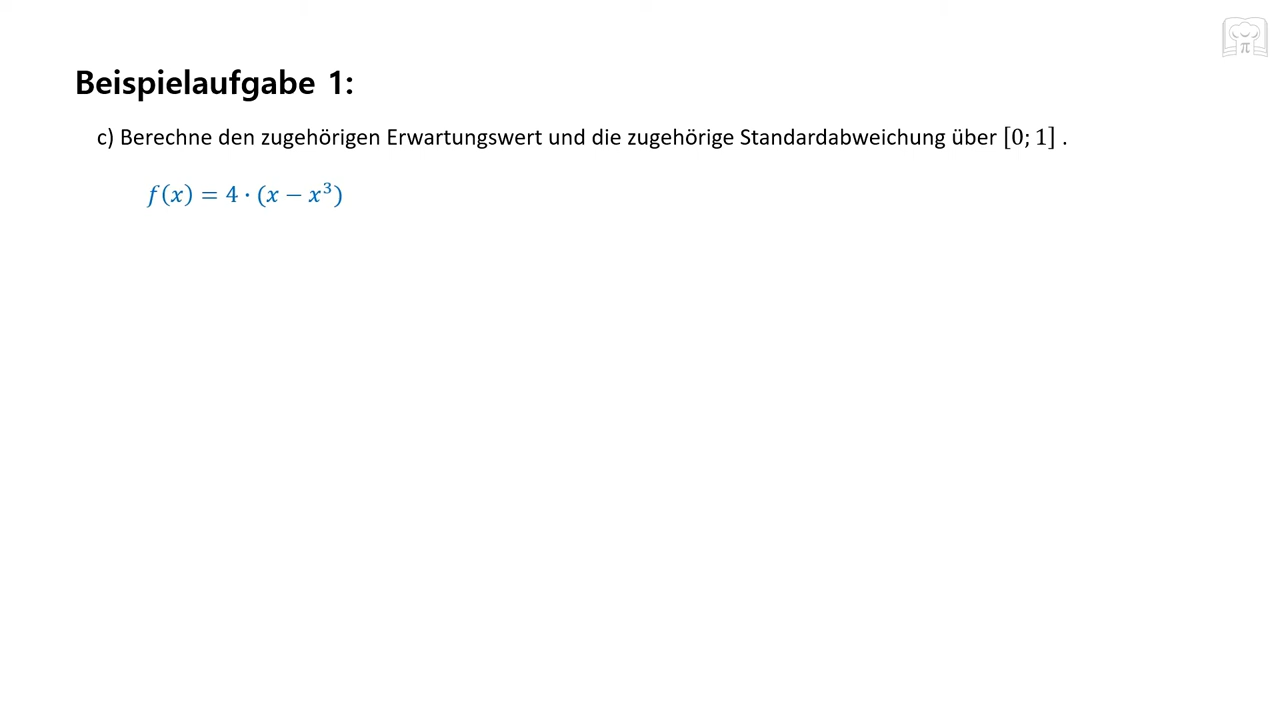 Beispielaufgabe 1:
c) Berechne den zugehörigen Erwartungswert und die zugehörige Standardabweichung über [0; 1] .
f(x) = 4 · (x − x³)
π